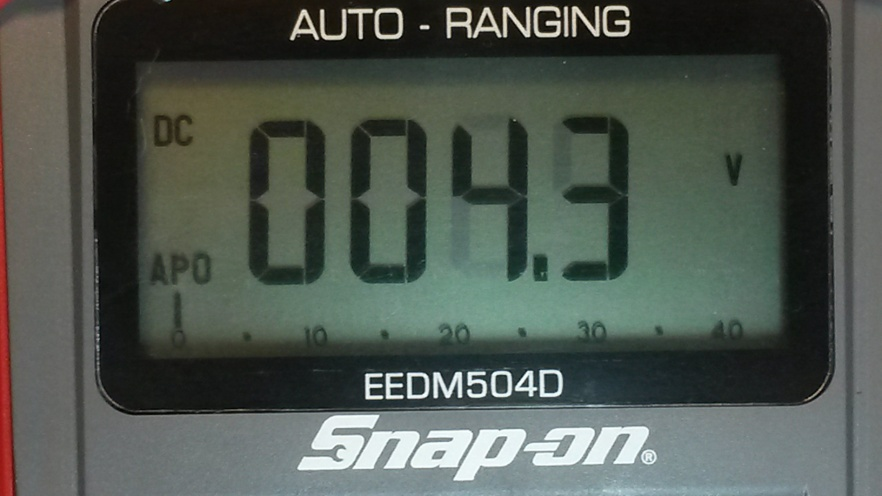 AUTO - RANGING
DC
004.3 V
APO
0 10 20 30 40
EEDM504D
Snap-on®